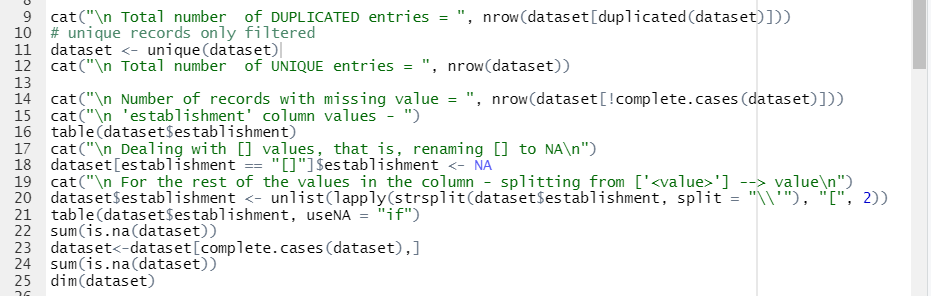 9 cat("\n Total number  of DUPLICATED entries = ", nrow(dataset[duplicated(dataset)]))
10 # unique records only filtered
11 dataset <- unique(dataset)
12 cat("\n Total number  of UNIQUE entries = ", nrow(dataset))
13
14 cat("\n Number of records with missing value = ", nrow(dataset[!complete.cases(dataset)]))
15 cat("\n 'establishment' column values - ")
16 table(dataset$establishment)
17 cat("\n Dealing with [] values, that is, renaming [] to NA\n")
18 dataset[establishment == "[]"]$establishment <- NA
19 cat("\n For the rest of the values in the column - splitting from ['<value>'] --> value\n")
20 dataset$establishment <- unlist(lapply(strsplit(dataset$establishment, split = "\\'"), "[", 2))
21 table(dataset$establishment, useNA = "if")
22 sum(is.na(dataset))
23 dataset<-dataset[complete.cases(dataset),]
24 sum(is.na(dataset))
25 dim(dataset)